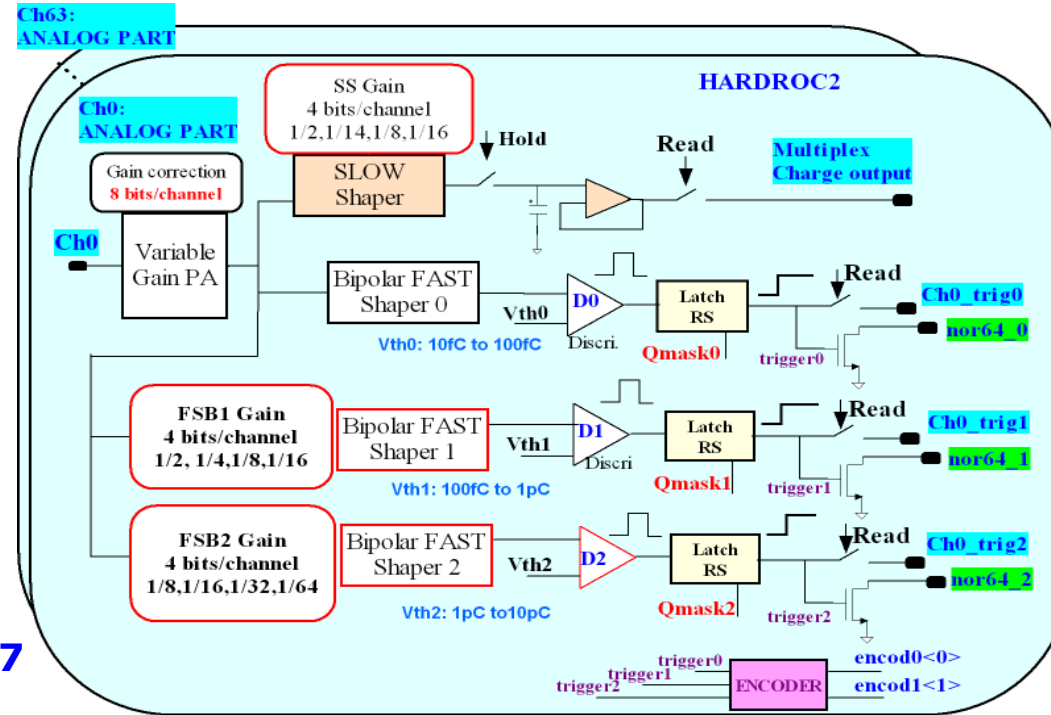 Ch63:
ANALOG PART
HARDROC2
SS Gain
4 bits/channel
1/2,1/14,1/8,1/16
Ch0:
ANALOG PART
Gain correction
8 bits/channel
SLOW
Shaper
Hold
Read
Multiplex
Charge output
Ch0
Variable
Gain PA
Bipolar FAST
Shaper 0
Vth0
D0
Discri.
Latch
RS
Read
Ch0_trig0
nor64_0
Vth0: 10fC to 100fC
Qmask0
trigger0
FSB1 Gain
4 bits/channel
1/2, 1/4,1/8,1/16
Bipolar FAST
Shaper 1
Vth1
D1
Discri
Latch
RS
Read
Ch0_trig1
nor64_1
Vth1: 100fC to 1pC
Qmask1
trigger1
FSB2 Gain
4 bits/channel
1/8,1/16,1/32,1/64
Bipolar FAST
Shaper 2
Vth2
D2
Latch
RS
Read
Ch0_trig2
nor64_2
Vth2: 1pC to10pC
Qmask2
trigger2
7
trigger0
trigger1
trigger2
ENCODER
encod0<0>
encod1<1>